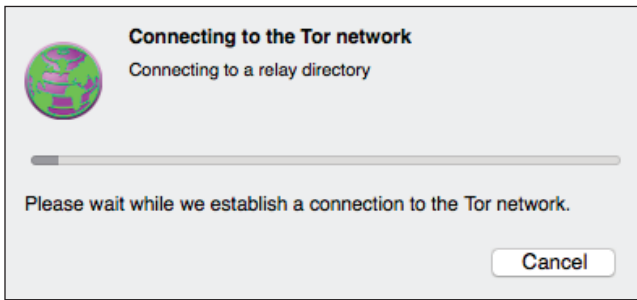 Connecting to the Tor network
Connecting to a relay directory
Please wait while we establish a connection to the Tor network.
Cancel